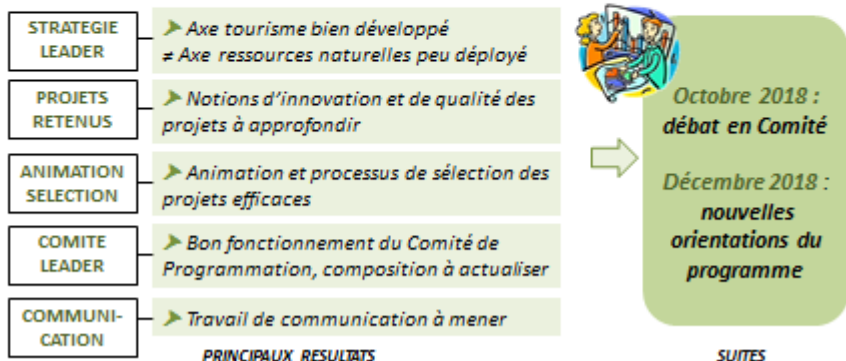 STRATEGIE
LEADER
➤ Axe tourisme bien développé
≠ Axe ressources naturelles peu déployé
PROJETS
RETENUS
➤ Notions d’innovation et de qualité des
projets à approfondir
ANIMATION
SELECTION
➤ Animation et processus de sélection des
projets efficaces
COMITE
LEADER
➤ Bon fonctionnement du Comité de
Programmation, composition à actualiser
COMMUNI-
CATION
➤ Travail de communication à mener
PRINCIPAUX RESULTATS
Octobre 2018 :
débat en Comité
Décembre 2018 :
nouvelles
orientations du
programme
SUITES